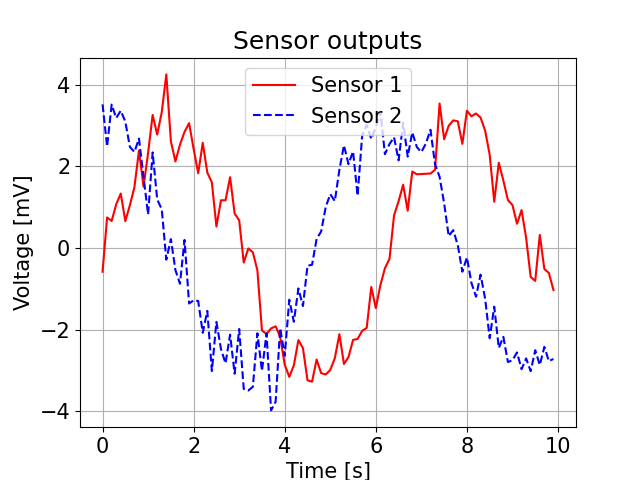 Sensor outputs
Sensor 1
Sensor 2
Voltage [mV]
4
2
0
−2
−4
0 2 4 6 8 10
Time [s]